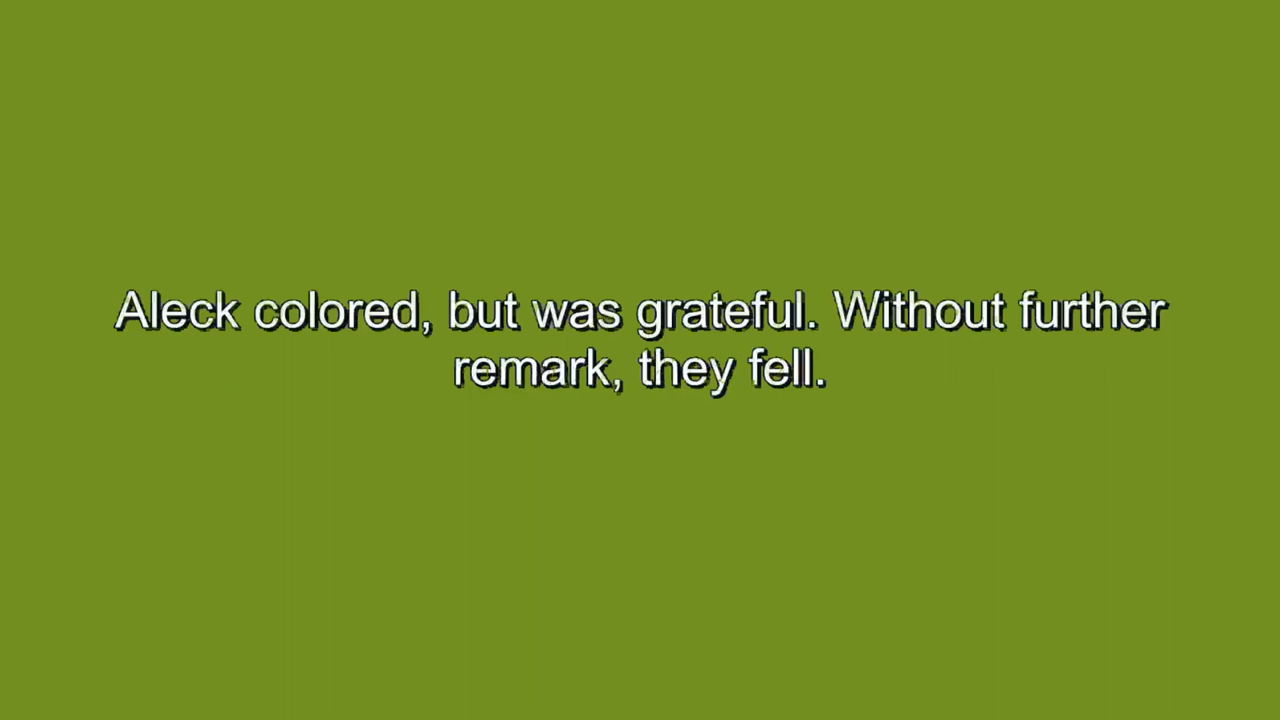 Aleck colored, but was grateful. Without further
remark, they fell.